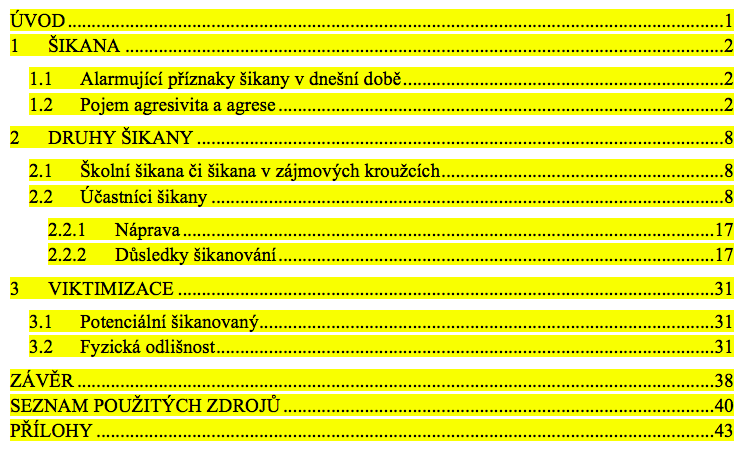 ÚVOD 1
1 ŠIKANA 2
1.1 Alarmující příznaky šikany v dnešní době 2
1.2 Pojem agresivita a agrese 2
2 DRUHY ŠIKANY 8
2.1 Školní šikana či šikana v zájmových kroužcích 8
2.2 Účastníci šikany 8
2.2.1 Náprava 17
2.2.2 Důsledky šikanování 17
3 VIKTIMIZACE 31
3.1 Potenciální šikanovaný 31
3.2 Fyzická odlišnost 31
ZÁVĚR 38
SEZNAM POUŽITÝCH ZDROJŮ 40
PŘÍLOHY 43